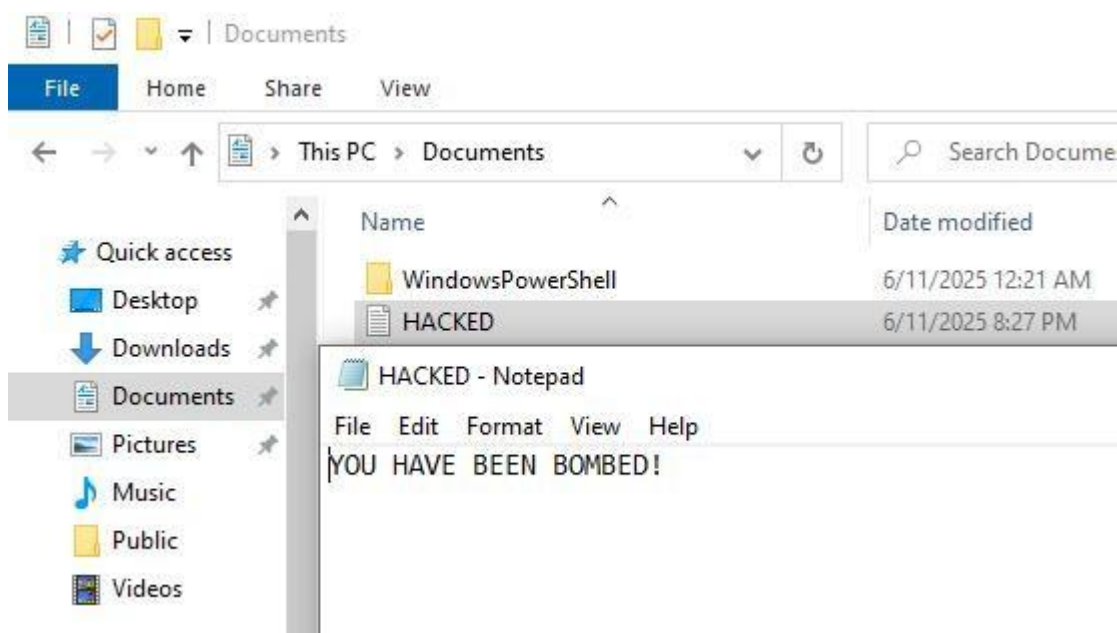 Documents
File Home Share View
This PC > Documents
Search Docume
Name Date modified
Quick access
Desktop
Downloads
Documents
Pictures
Music
Public
Videos
WindowsPowerShell 6/11/2025 12:21 AM
HACKED 6/11/2025 8:27 PM
HACKED - Notepad
File Edit Format View Help
YOU HAVE BEEN BOMBED!